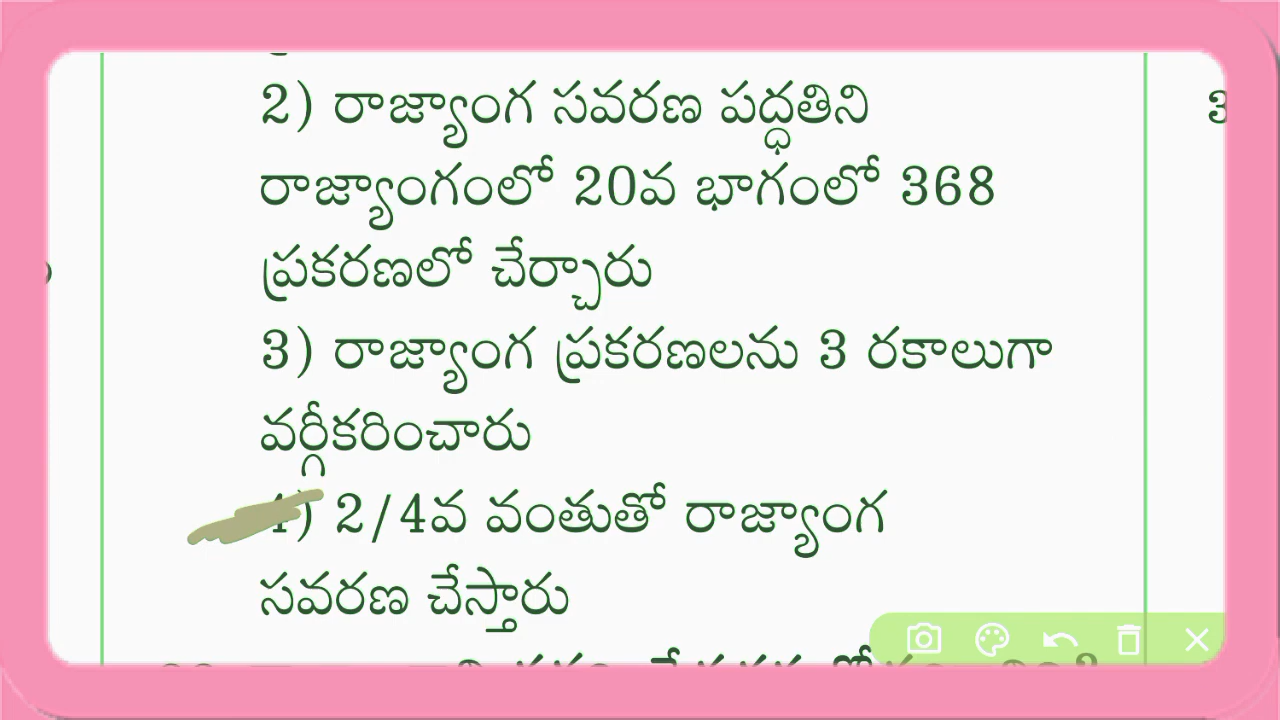 2) రాజ్యాంగ సవరణ పద్ధతిని
రాజ్యాంగంలో 20వ భాగంలో 368
ప్రకరణలో చేర్చారు
3) రాజ్యాంగ ప్రకరణలను 3 రకాలుగా
వర్గీకరించారు
4) 2/4వ వంతుతో రాజ్యాంగ
సవరణ చేస్తారు